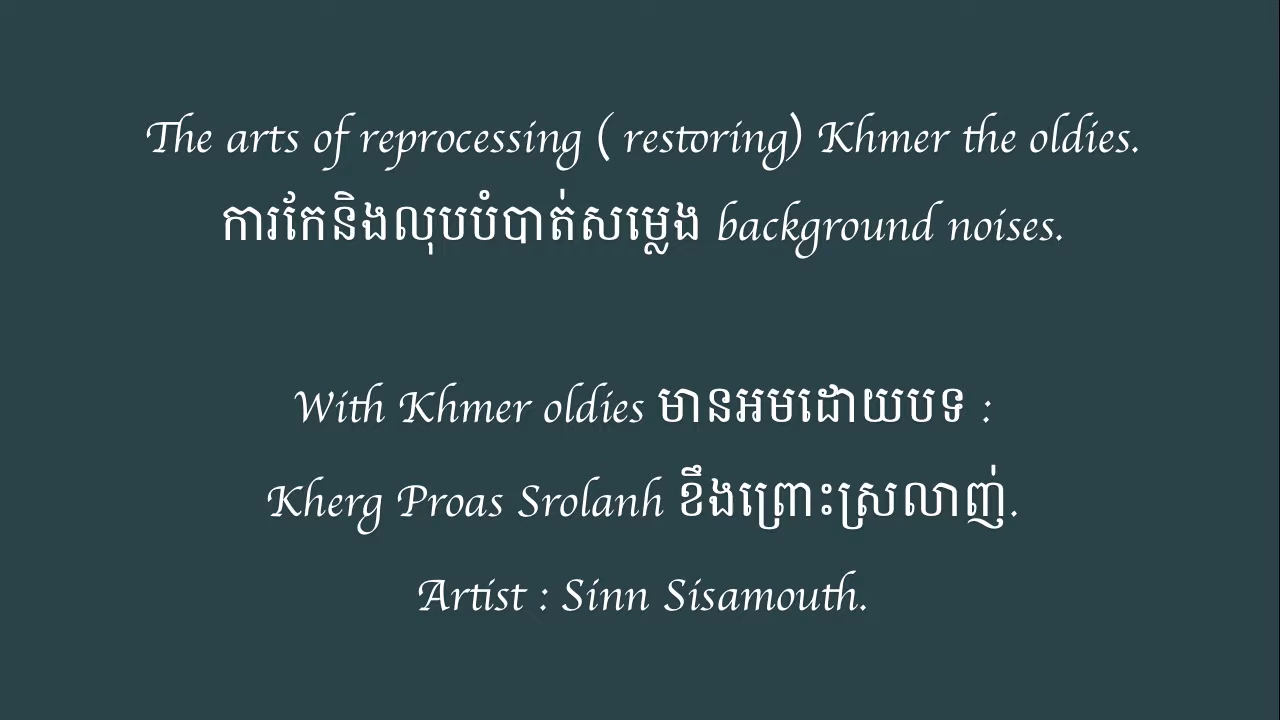 The arts of reprocessing ( restoring) Khmer the oldies.
ការកែនិងលុបបំបាត់សម្លេង background noises.
With Khmer oldies មានអមដោយបទ :
Kherg Proas Srolanh ខឹងព្រោះស្រលាញ់.
Artist : Sinn Sisamouth.